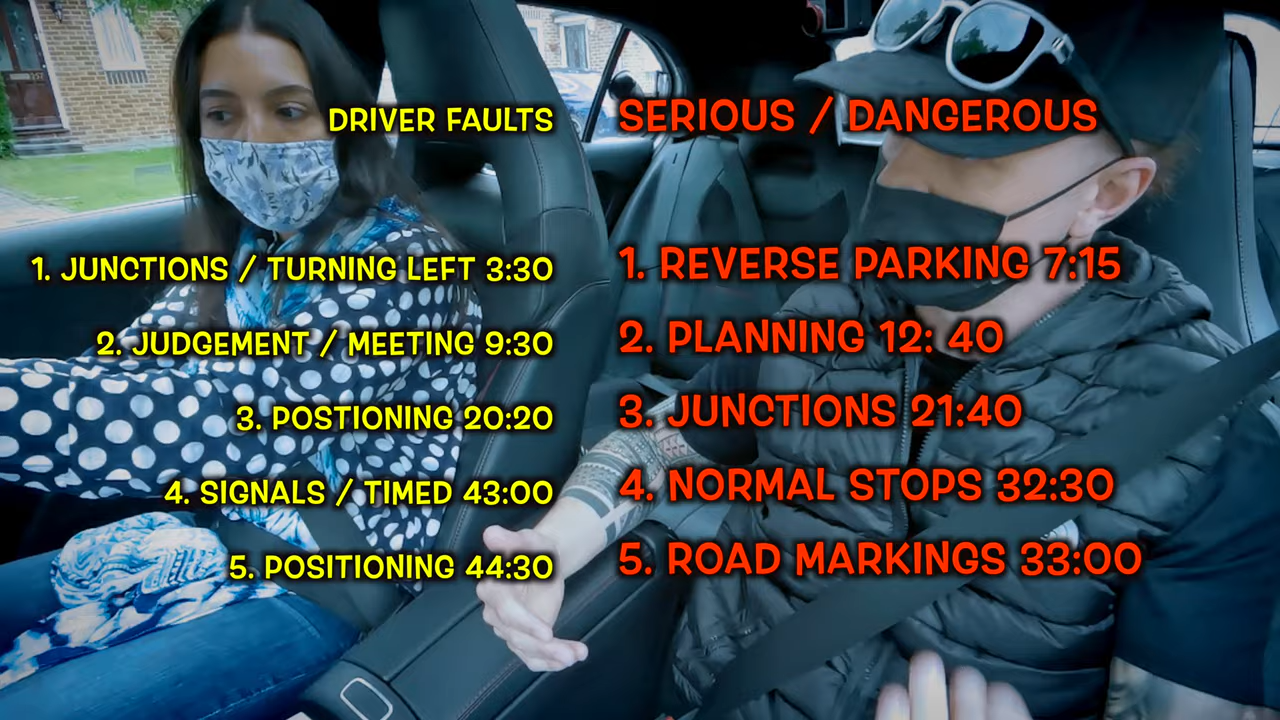 DRIVER FAULTS
1. JUNCTIONS / TURNING LEFT 3:30
2. JUDGEMENT / MEETING 9:30
3. POSTIONING 20:20
4. SIGNALS / TIMED 43:00
5. POSITIONING 44:30
SERIOUS / DANGEROUS
1. REVERSE PARKING 7:15
2. PLANNING 12: 40
3. JUNCTIONS 21:40
4. NORMAL STOPS 32:30
5. ROAD MARKINGS 33:00